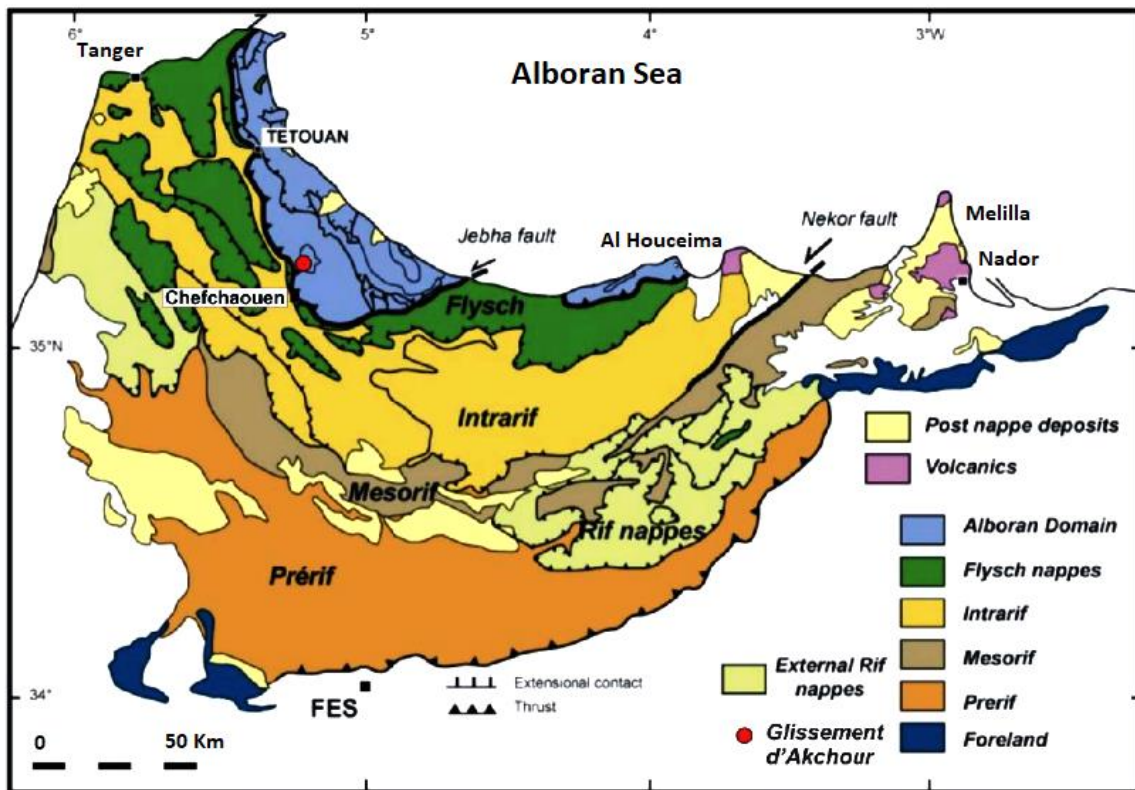 6°
5°
4°
3°W
Tanger
Alboran Sea
TETOUAN
Jebha fault
Al Houceima
Nekor fault
Melilla
Nador
Chefchaouen
Flysch
35°N
Intrarif
Mesorif
Rif nappes
Prérif
34°
FES
Extensional contact
Thrust
0 50 Km
Post nappe deposits
Volcanics
Alboran Domain
Flysch nappes
Intrarif
Mesorif
Prerif
Foreland
External Rif
nappes
Glissement
d'Akchour